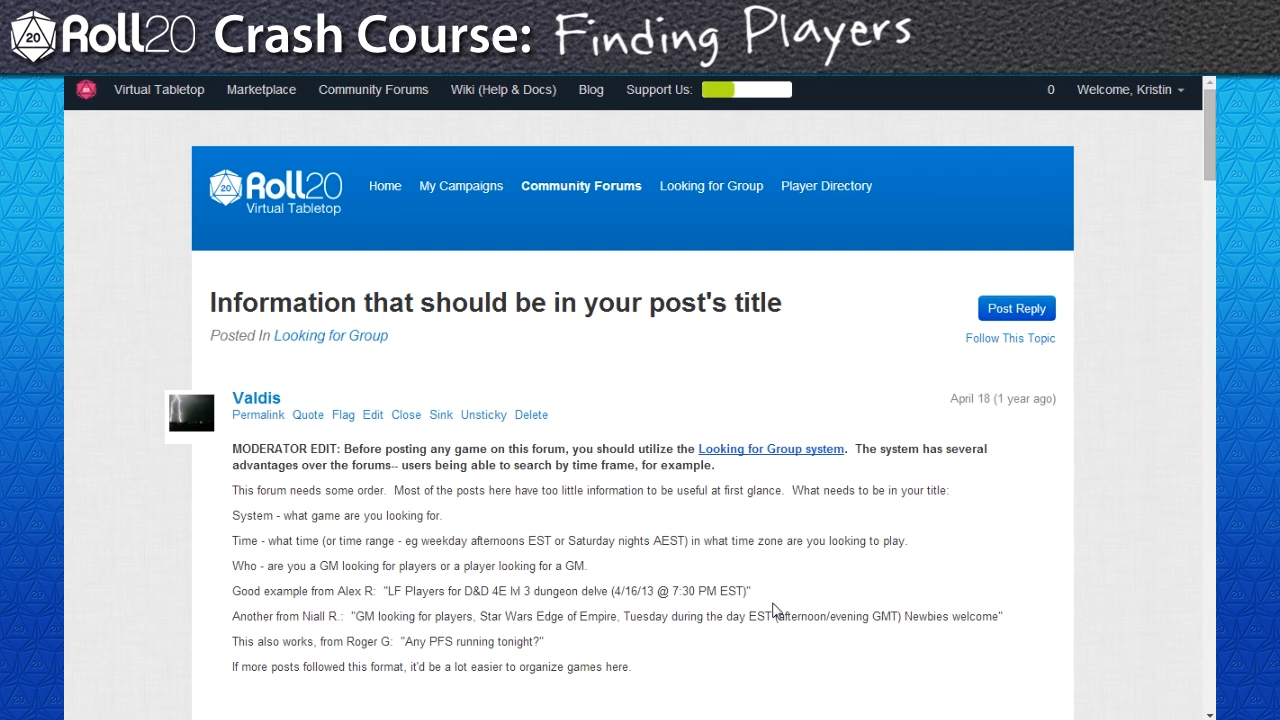 20 Roll20 Crash Course: Finding Players
Virtual Tabletop Marketplace Community Forums Wiki (Help & Docs) Blog Support Us: 0 Welcome, Kristin
20 Roll20 Home My Campaigns Community Forums Looking for Group Player Directory
Virtual Tabletop
Information that should be in your post's title
Post Reply
Posted In Looking for Group
Follow This Topic
Valdis April 18 (1 year ago)
Permalink Quote Flag Edit Close Sink Unsticky Delete
MODERATOR EDIT: Before posting any game on this forum, you should utilize the Looking for Group system. The system has several
advantages over the forums-- users being able to search by time frame, for example.
This forum needs some order. Most of the posts here have too little information to be useful at first glance. What needs to be in your title:
System - what game are you looking for.
Time - what time (or time range - eg weekday afternoons EST or Saturday nights AEST) in what time zone are you looking to play.
Who - are you a GM looking for players or a player looking for a GM.
Good example from Alex R: "LF Players for D&D 4E lvl 3 dungeon delve (4/16/13 @ 7:30 PM EST)"
Another from Niall R.: "GM looking for players, Star Wars Edge of Empire, Tuesday during the day EST (afternoon/evening GMT) Newbies welcome"
This also works, from Roger G: "Any PFS running tonight?"
If more posts followed this format, it'd be a lot easier to organize games here.